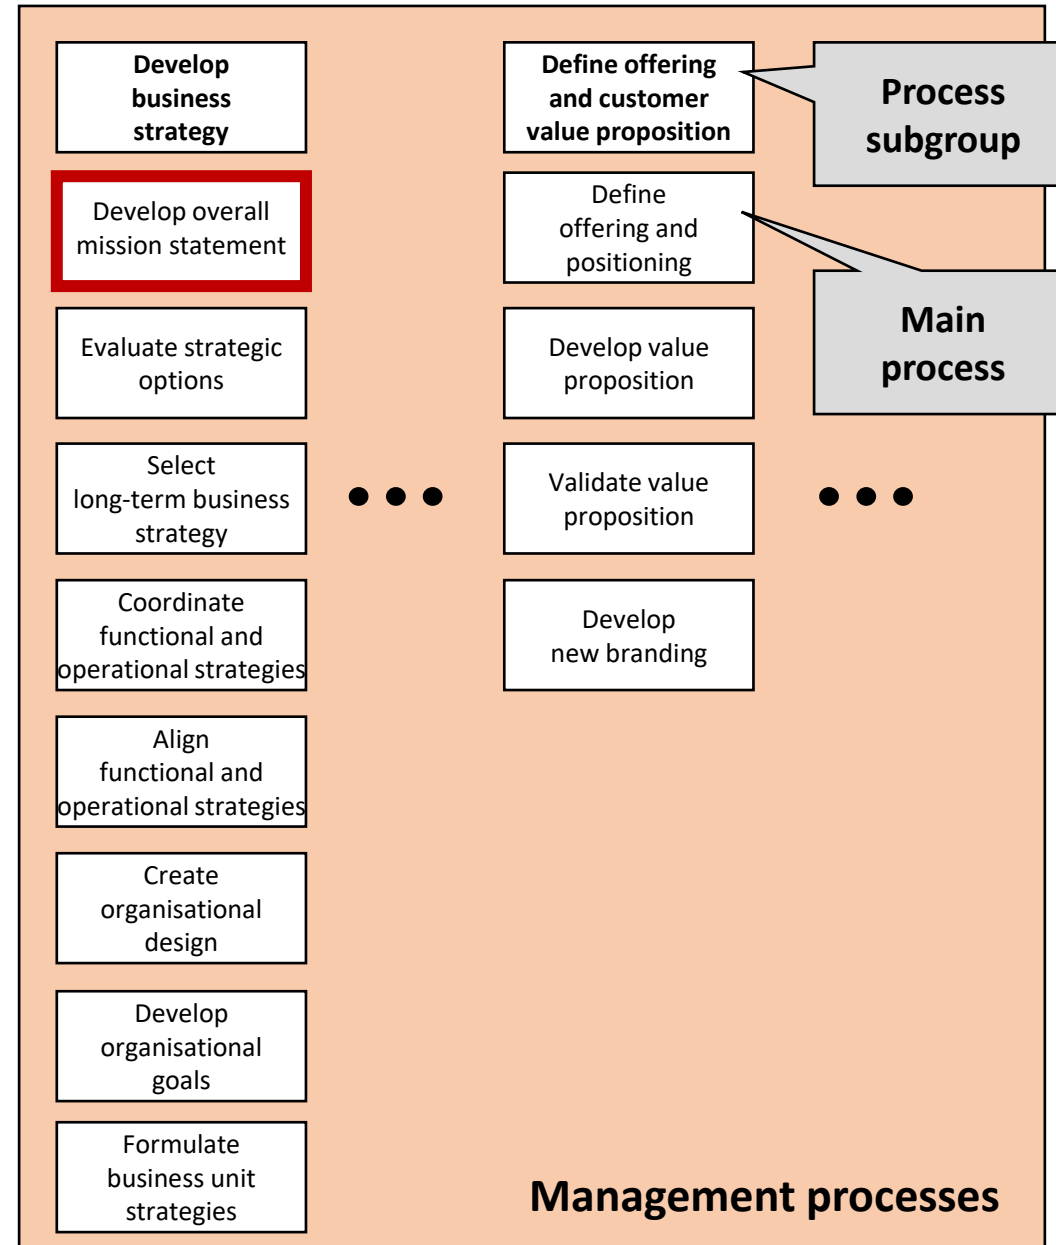 Develop
business
strategy
Develop overall
mission statement
Evaluate strategic
options
Select
long-term business
strategy
Coordinate
functional and
operational strategies
Align
functional and
operational strategies
Create
organisational
design
Develop
organisational
goals
Formulate
business unit
strategies
Define offering
and customer
value proposition
Define
offering and
positioning
Develop value
proposition
Validate value
proposition
Develop
new branding
Process
subgroup
Main
process
Management processes